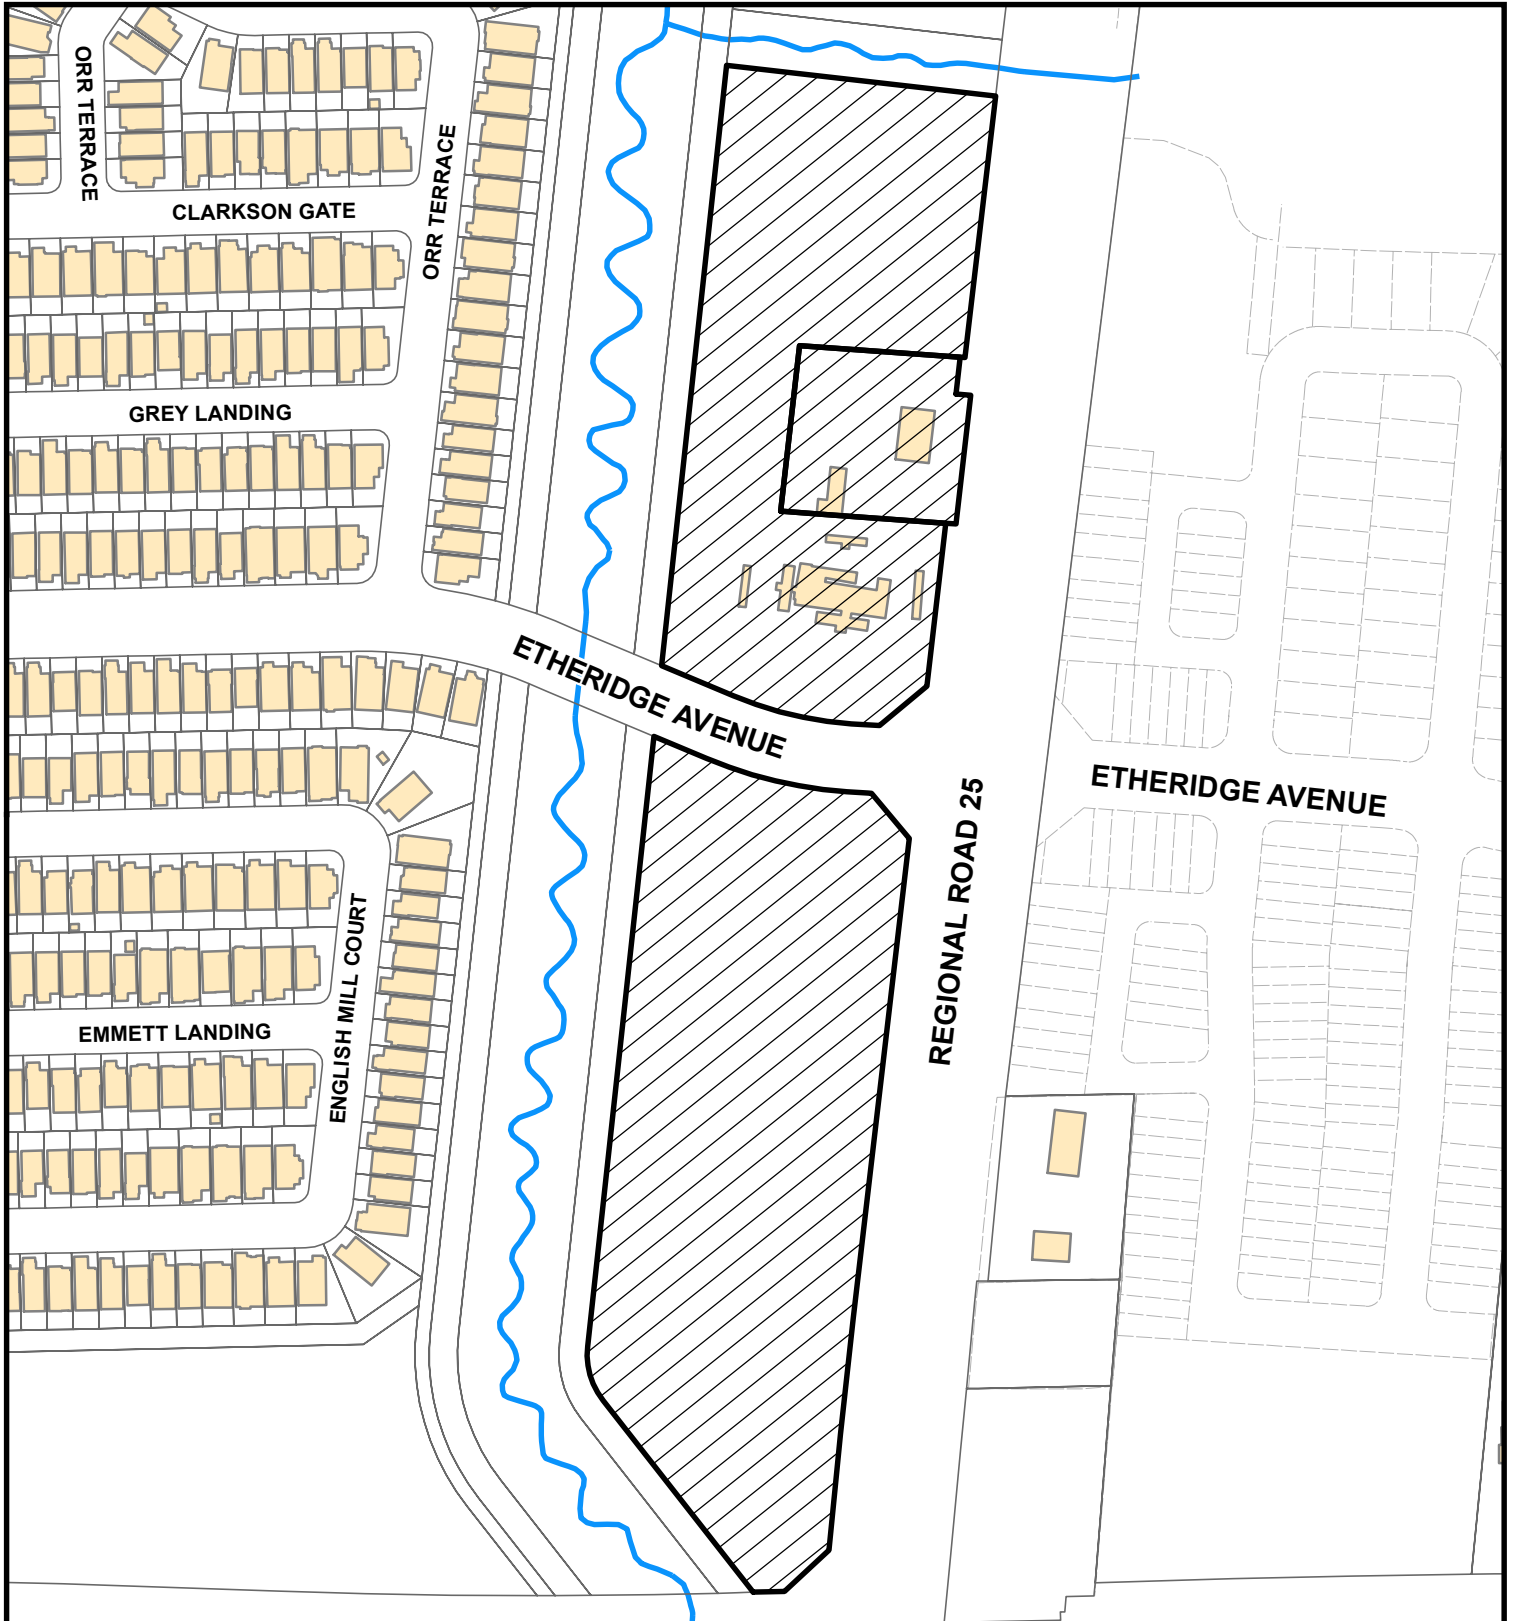 ORR TERRACE
CLARKSON GATE
ORR TERRACE
GREY LANDING
ETHERIDGE AVENUE
ETHERIDGE AVENUE
REGIONAL ROAD 25
ENGLISH MILL COURT
EMMETT LANDING